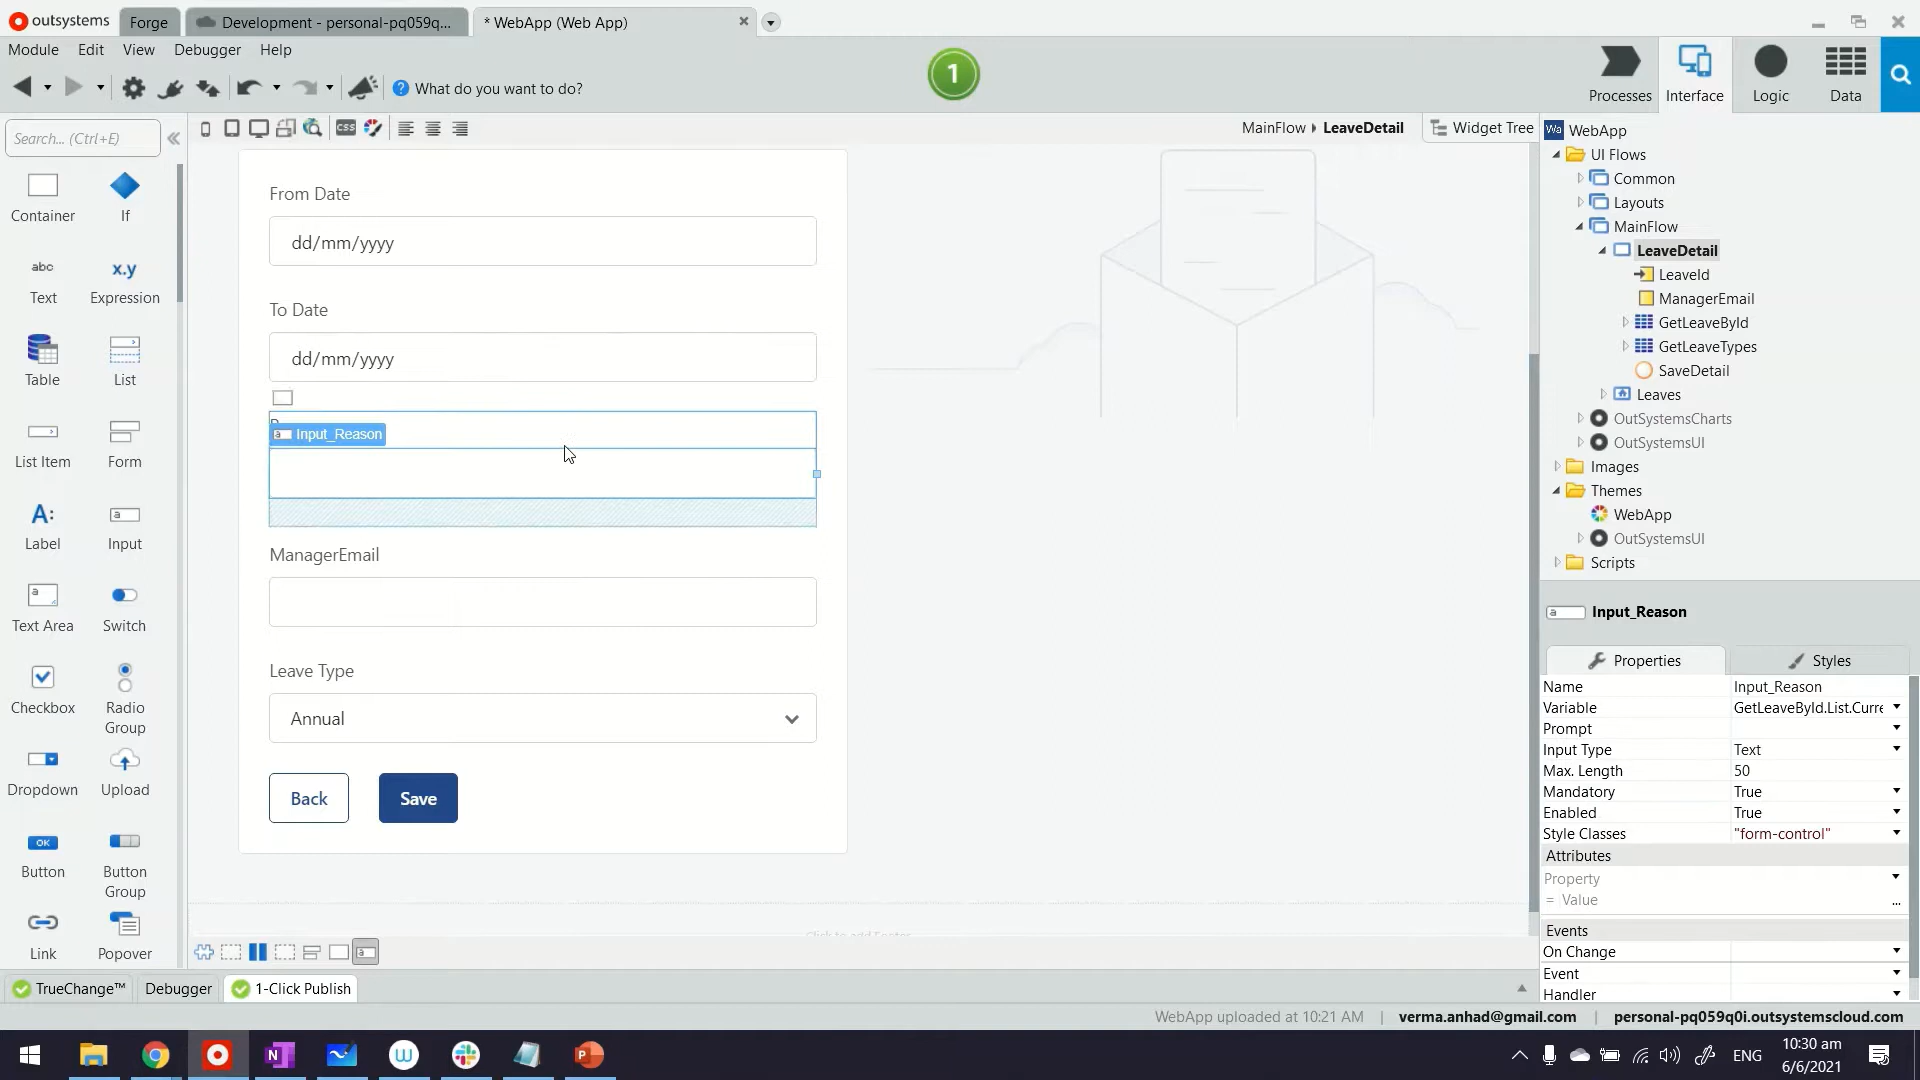 outsystems
Forge
Development - personal-pq059q...
* WebApp (Web App)
Module
Edit
View
Debugger
Help
What do you want to do?
1
Processes
Interface
Logic
Data
Search... (Ctrl+E)
CSS
MainFlow
LeaveDetail
Widget Tree
Container
If
abc
Text
x.y
Expression
Table
List
List Item
Form
A:
Label
Input
Text Area
Switch
Checkbox
Radio Group
Dropdown
Upload
OK
Button
Button Group
Link
Popover
From Date
dd/mm/yyyy
To Date
dd/mm/yyyy
Input_Reason
ManagerEmail
Leave Type
Annual
Back
Save
Click to add Footer
WebApp
UI Flows
Common
Layouts
MainFlow
LeaveDetail
LeaveId
ManagerEmail
GetLeaveById
GetLeaveTypes
SaveDetail
Leaves
OutSystemsCharts
OutSystemsUI
Images
Themes
WebApp
OutSystemsUI
Scripts
Input_Reason
Properties
Styles
Name
Input_Reason
Variable
GetLeaveById.List.Curre
Prompt
Input Type
Text
Max. Length
50
Mandatory
True
Enabled
True
Style Classes
"form-control"
Attributes
Property
= Value
...
Events
On Change
Event
Handler
TrueChange™
Debugger
1-Click Publish
WebApp uploaded at 10:21 AM
verma.anhad@gmail.com
personal-pq059q0i.outsystemscloud.com
ENG
10:30 am
6/6/2021